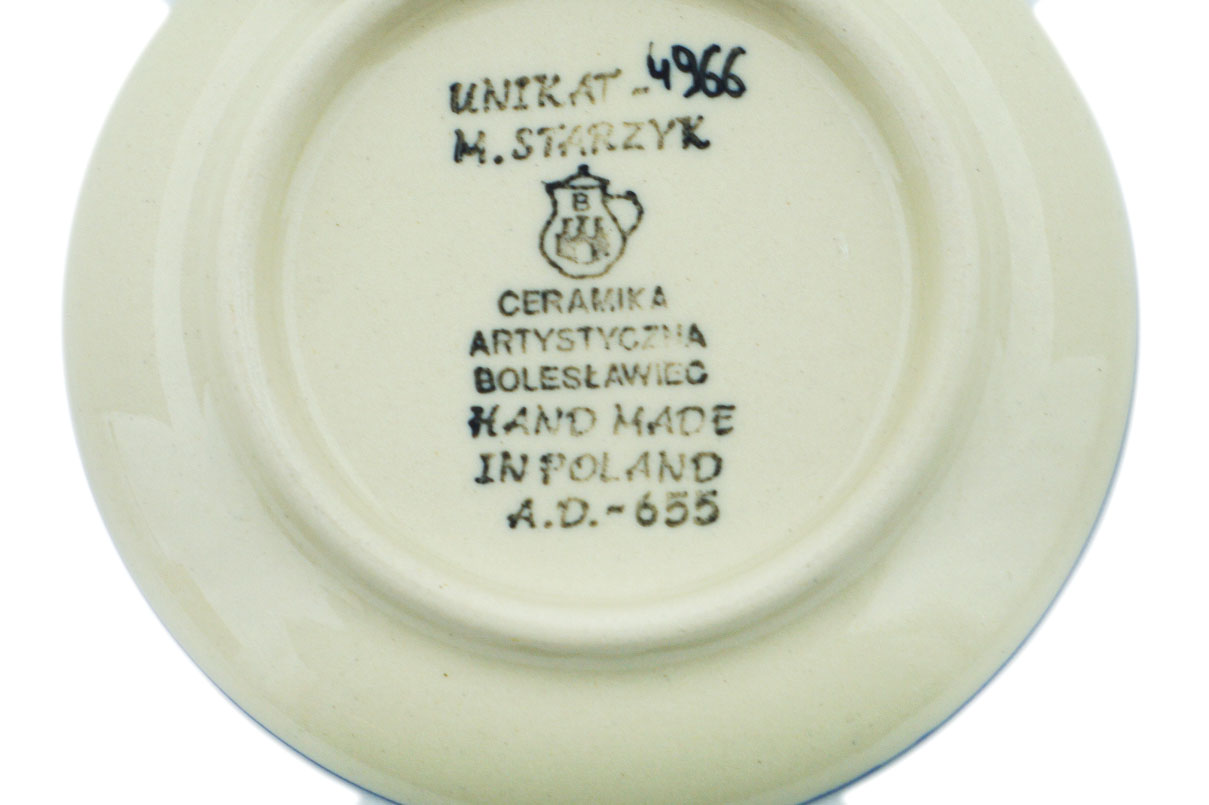 UNIKAT-4966
M. STARZYK
B
CERAMIKA
ARTYSTYCZNA
BOLESŁAWIEC
HAND MADE
IN POLAND
A.D.-655